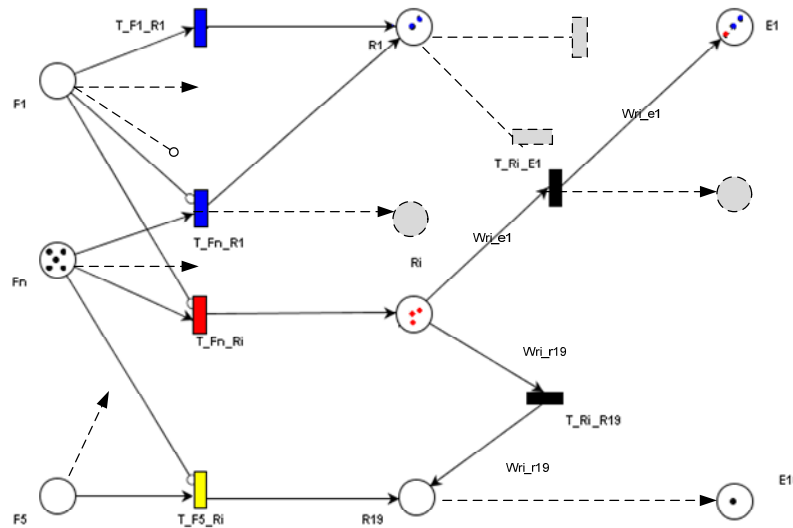 T_F1_R1
E1
R1
F1
Wri_e1
T_Ri_E1
T_Fn_R1
Wri_e1
Ri
Fn
T_Fn_Ri
Wri_r19
T_Ri_R19
Wri_r19
E1
F5
T_F5_Ri
R19